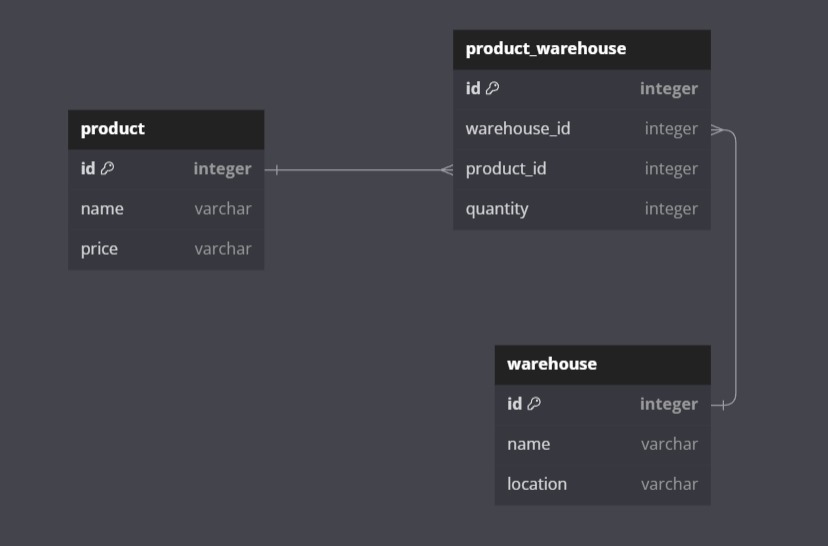 product
id integer
name varchar
price varchar
product_warehouse
id integer
warehouse_id integer
product_id integer
quantity integer
warehouse
id integer
name varchar
location varchar